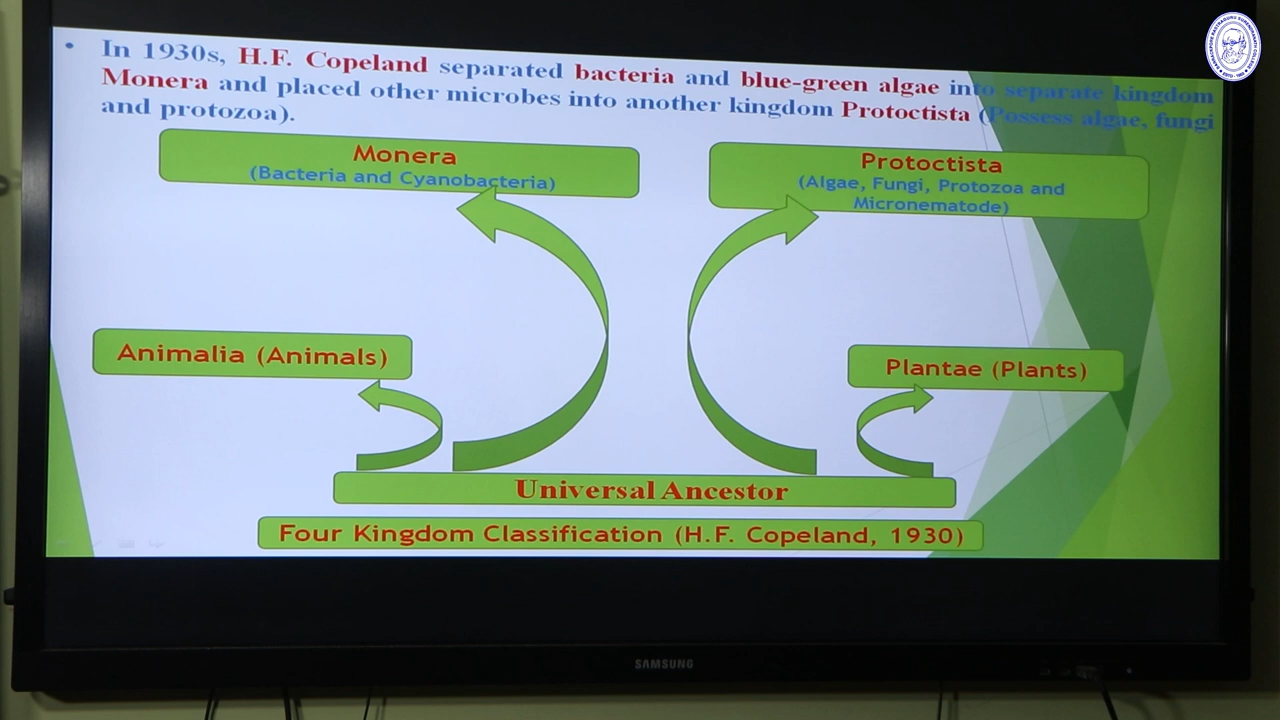 • In 1930s, H.F. Copeland separated bacteria and blue-green algae into separate kingdom
Monera and placed other microbes into another kingdom Protoctista (Possess algae, fungi
and protozoa).
Monera
(Bacteria and Cyanobacteria)
Protoctista
(Algae, Fungi, Protozoa and
Micronematode)
Animalia (Animals)
Plantae (Plants)
Universal Ancestor
Four Kingdom Classification (H.F. Copeland, 1930)
SAMSUNG